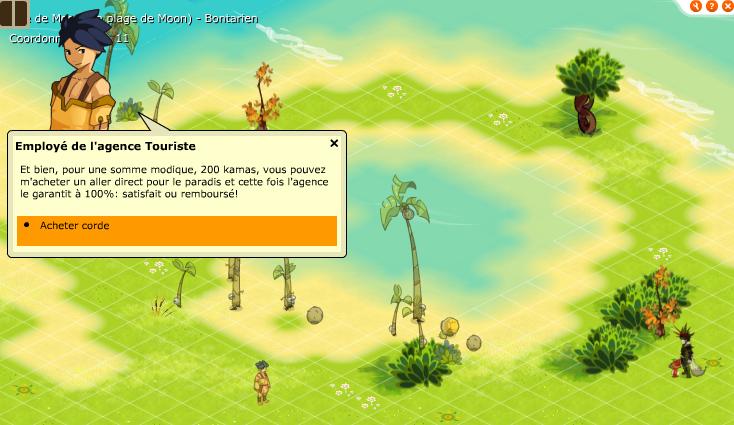 de M plage de Moon) - Bontarien
Coordonn 11
Employé de l'agence Touriste
Et bien, pour une somme modique, 200 kamas, vous pouvez
m'acheter un aller direct pour le paradis et cette fois l'agence
le garantit à 100%: satisfait ou remboursé!
Acheter corde